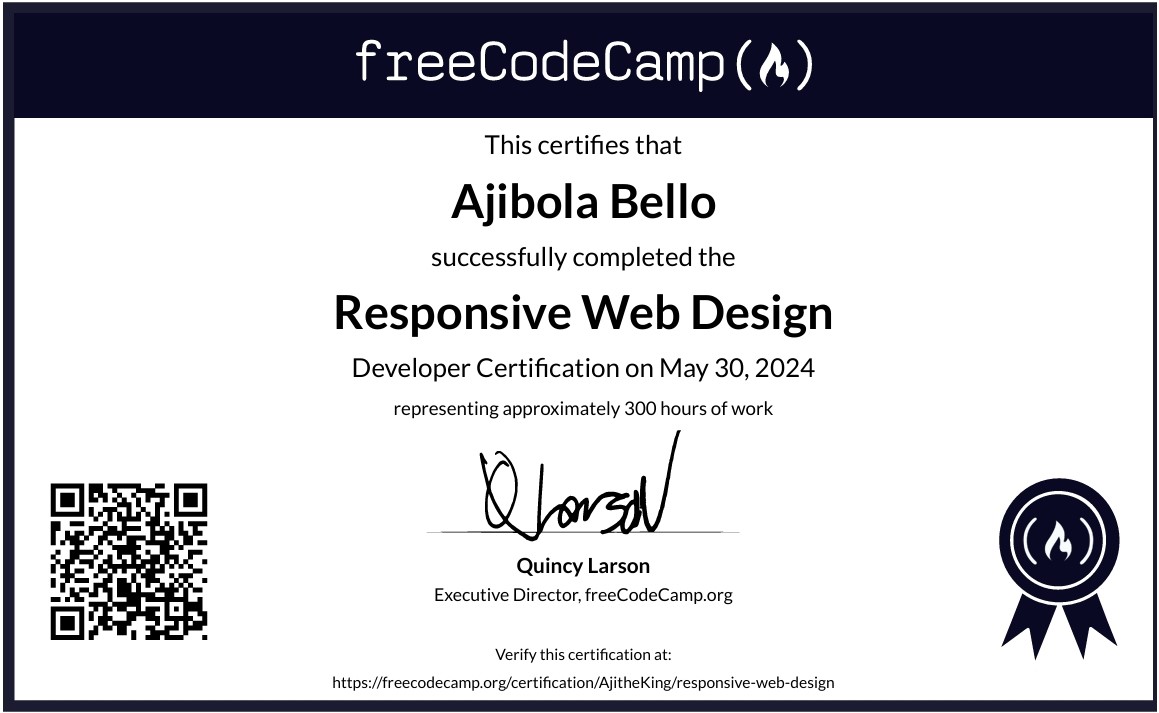 freeCodeCamp
This certifies that
Ajibola Bello
successfully completed the
Responsive Web Design
Developer Certification on May 30, 2024
representing approximately 300 hours of work
Q Larson
Quincy Larson
Executive Director, freeCodeCamp.org
Verify this certification at:
https://freecodecamp.org/certification/AjitheKing/responsive-web-design